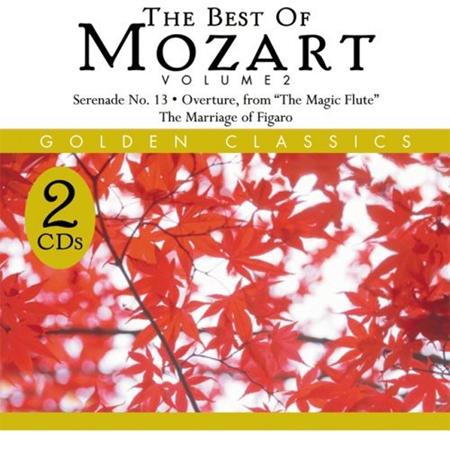 THE BEST OF
MOZART
VOLUME 2
Serenade No. 13 • Overture, from “The Magic Flute”
The Marriage of Figaro
GOLDEN CLASSICS
2
CDs